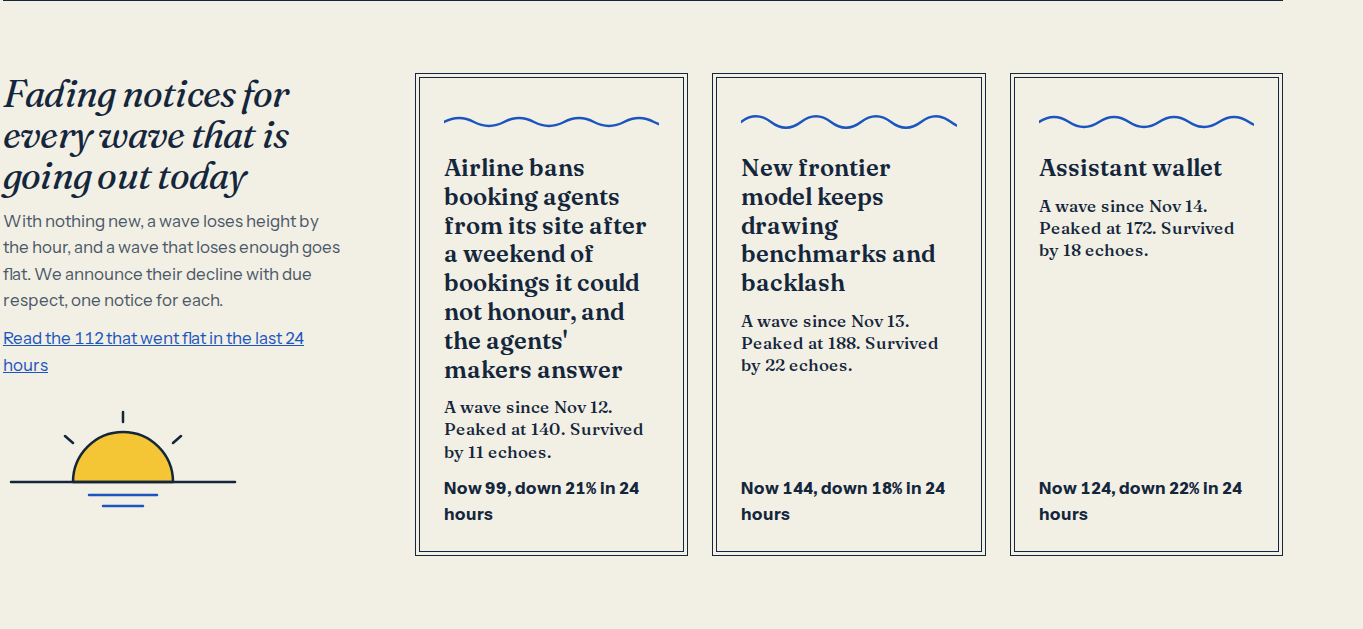 Fading notices for
every wave that is
going out today
With nothing new, a wave loses height by
the hour, and a wave that loses enough goes
flat. We announce their decline with due
respect, one notice for each.
Read the 112 that went flat in the last 24
hours
Airline bans
booking agents
from its site after
a weekend of
bookings it could
not honour, and
the agents'
makers answer
A wave since Nov 12.
Peaked at 140. Survived
by 11 echoes.
Now 99, down 21% in 24
hours
New frontier
model keeps
drawing
benchmarks and
backlash
A wave since Nov 13.
Peaked at 188. Survived
by 22 echoes.
Now 144, down 18% in 24
hours
Assistant wallet
A wave since Nov 14.
Peaked at 172. Survived
by 18 echoes.
Now 124, down 22% in 24
hours